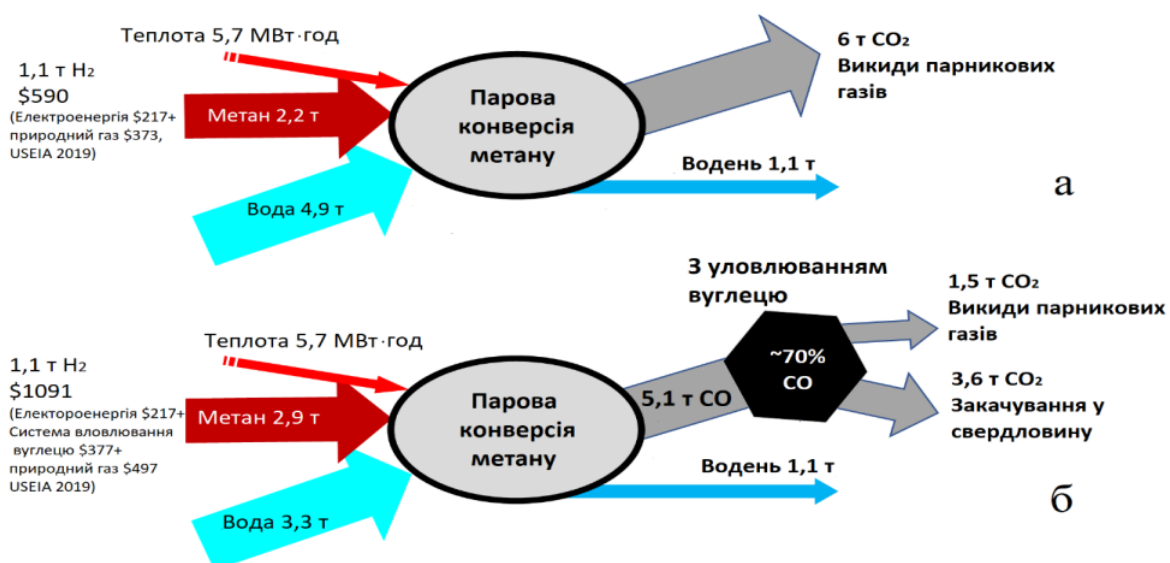 Теплота 5,7 МВт·год
1,1 т H₂
$590
(Електроенергія $217+
природний газ $373,
USEIA 2019)
Метан 2,2 т
Вода 4,9 т
Парова
конверсія
метану
6 т CO₂
Викиди парникових
газів
Водень 1,1 т
а
З уловлюванням
вуглецю
Теплота 5,7 МВт·год
1,1 т H₂
$1091
(Електороенергія $217+
Система вловлювання
вуглецю $377+
природний газ $497
USEIA 2019)
Метан 2,9 т
Вода 3,3 т
Парова
конверсія
метану
5,1 т CO
~70%
CO
1,5 т CO₂
Викиди парникових
газів
3,6 т CO₂
Закачування у
свердловину
Водень 1,1 т
б